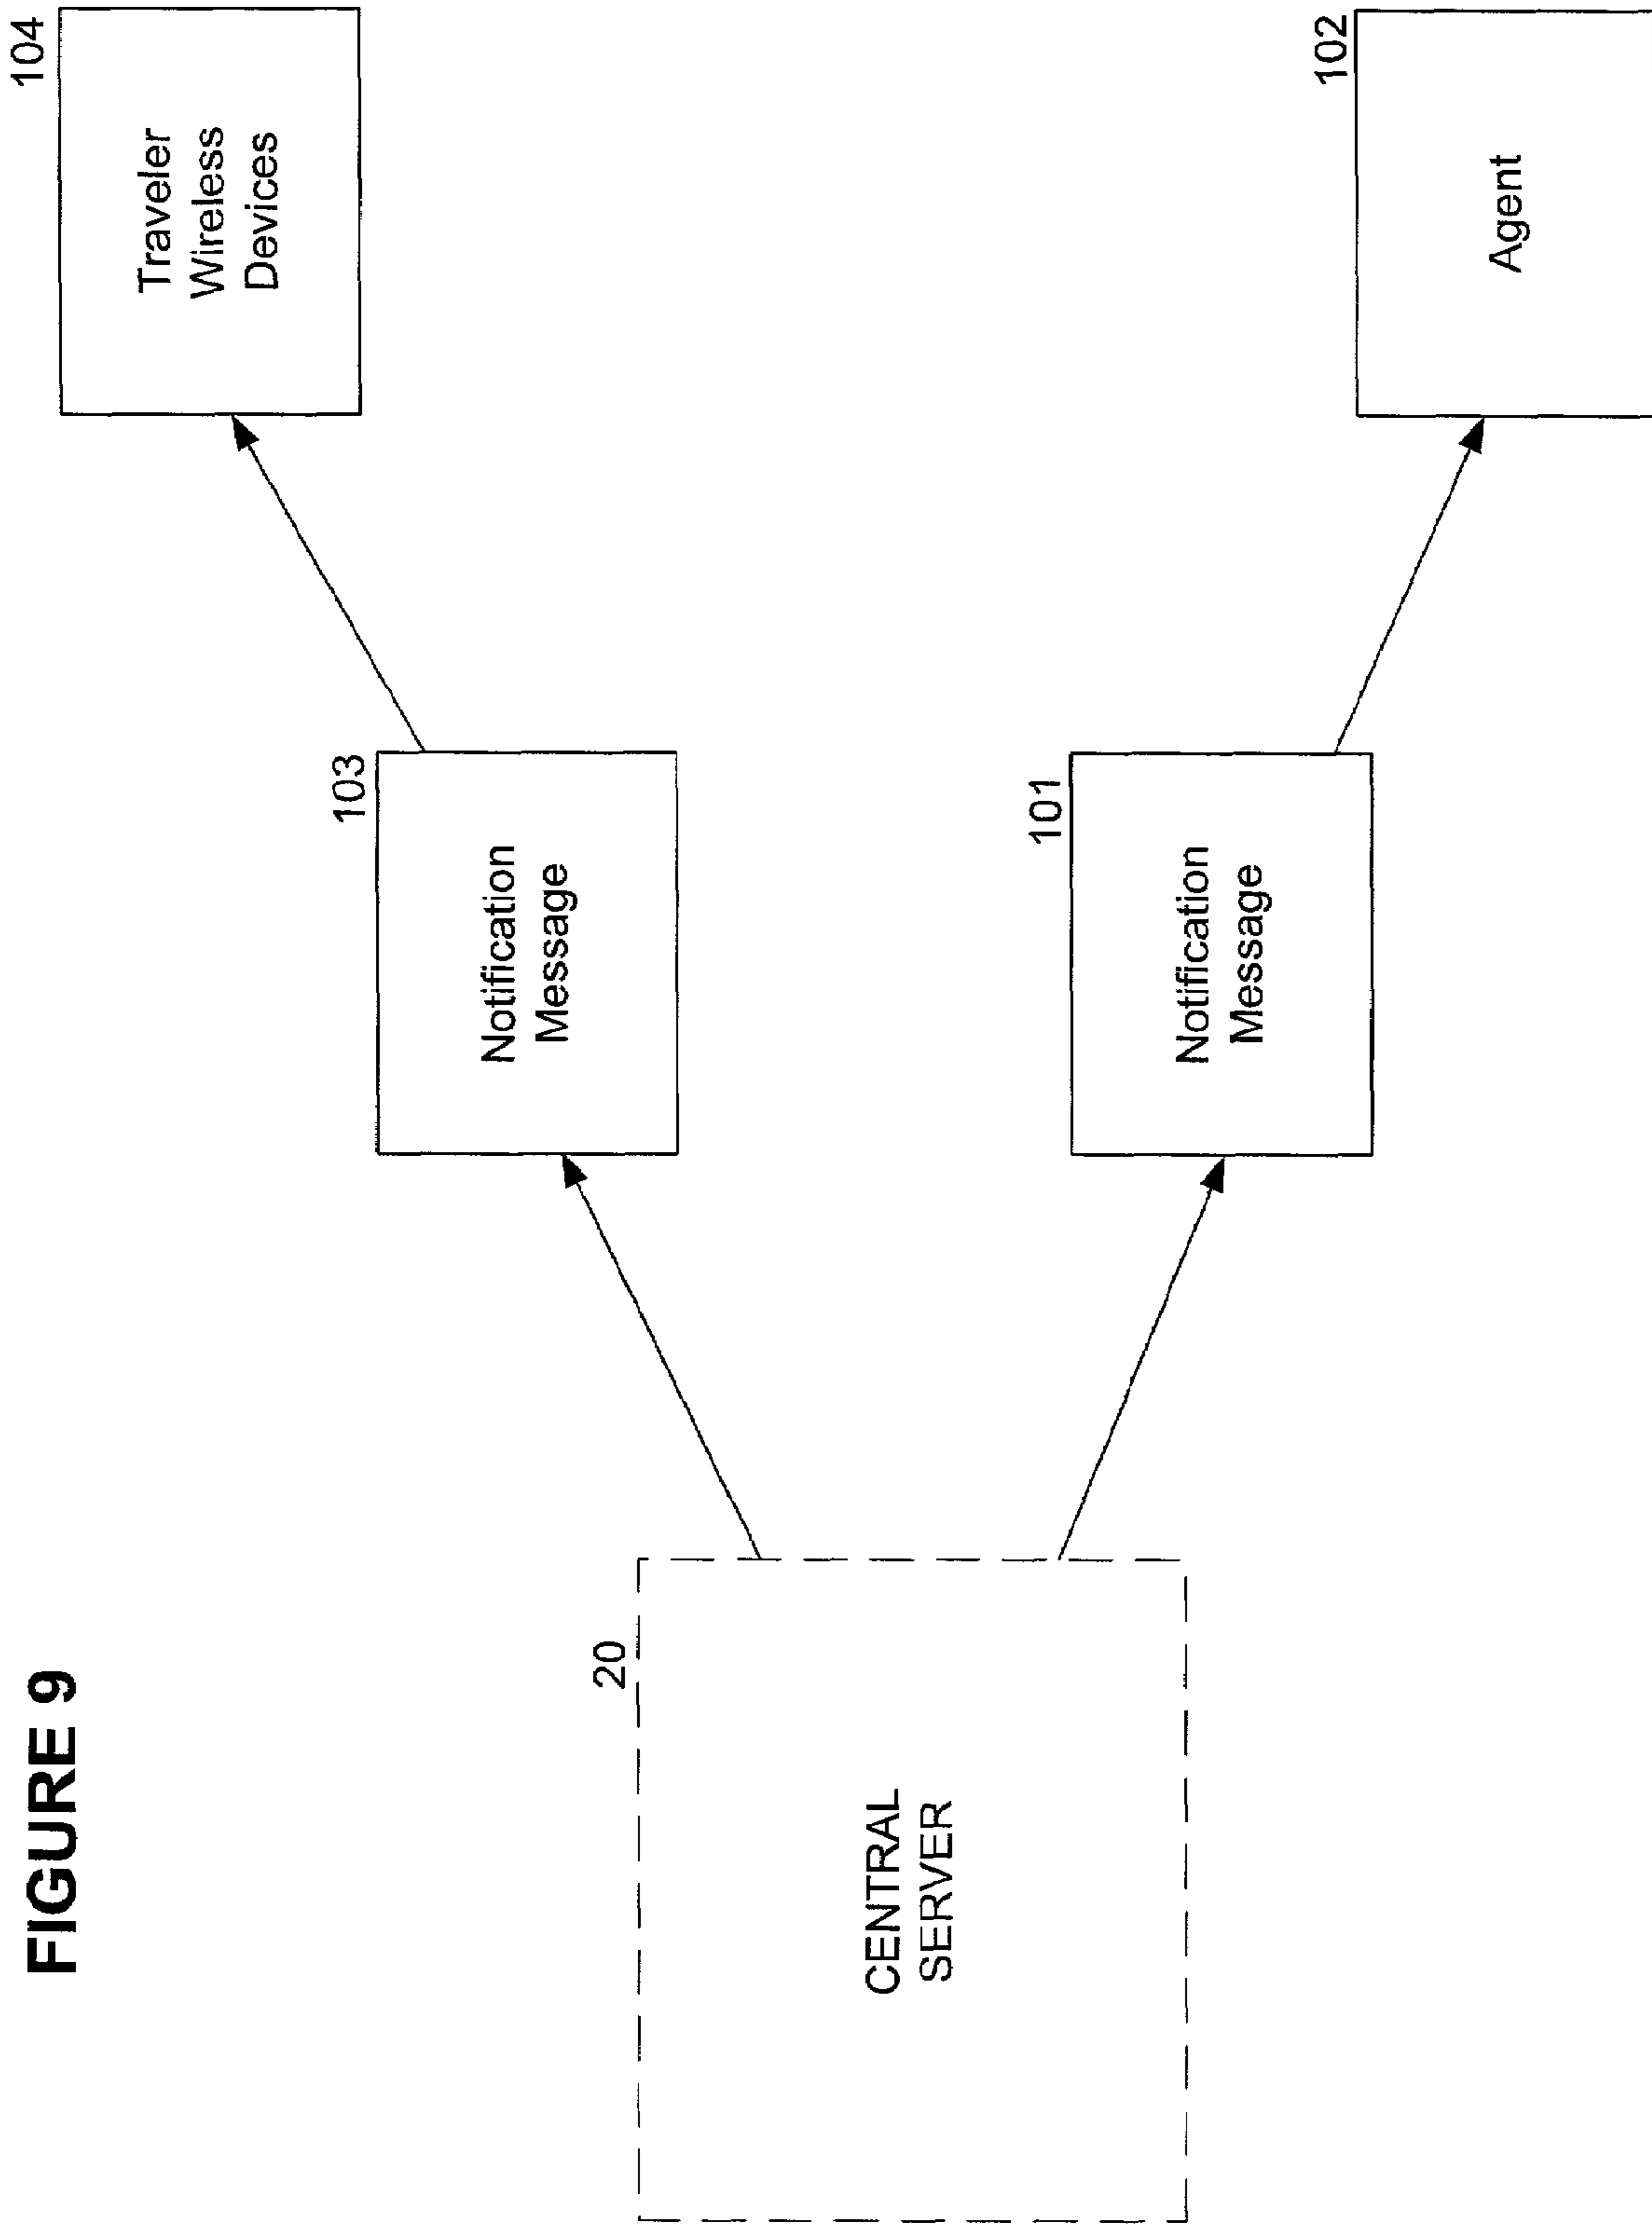 FIGURE 9
104
Traveler
Wireless
Devices
103
Notification
Message
20
CENTRAL
SERVER
101
Notification
Message
102
Agent